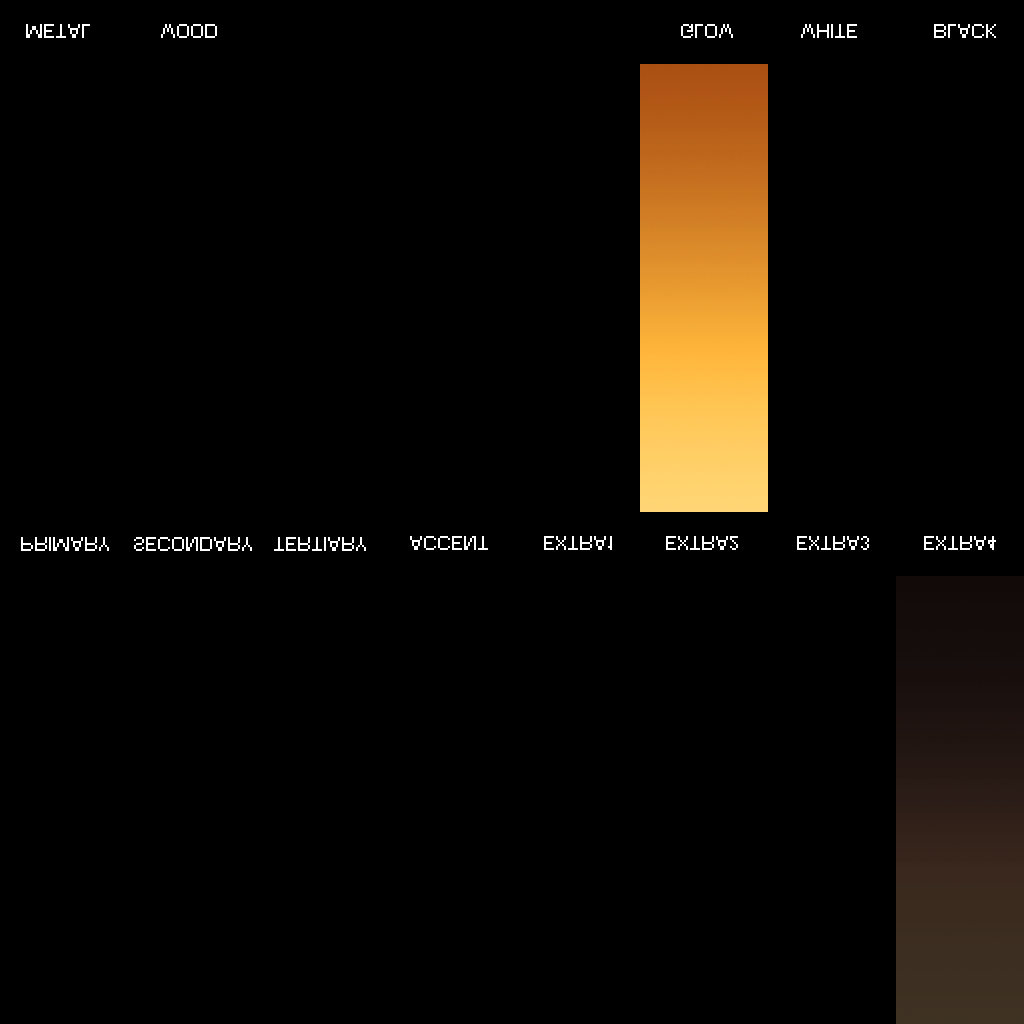 METAL WOOD GLOW WHITE BLACK
PRIMARY SECONDARY TERTIARY ACCENT EXTRA1 EXTRA2 EXTRA3 EXTRA4